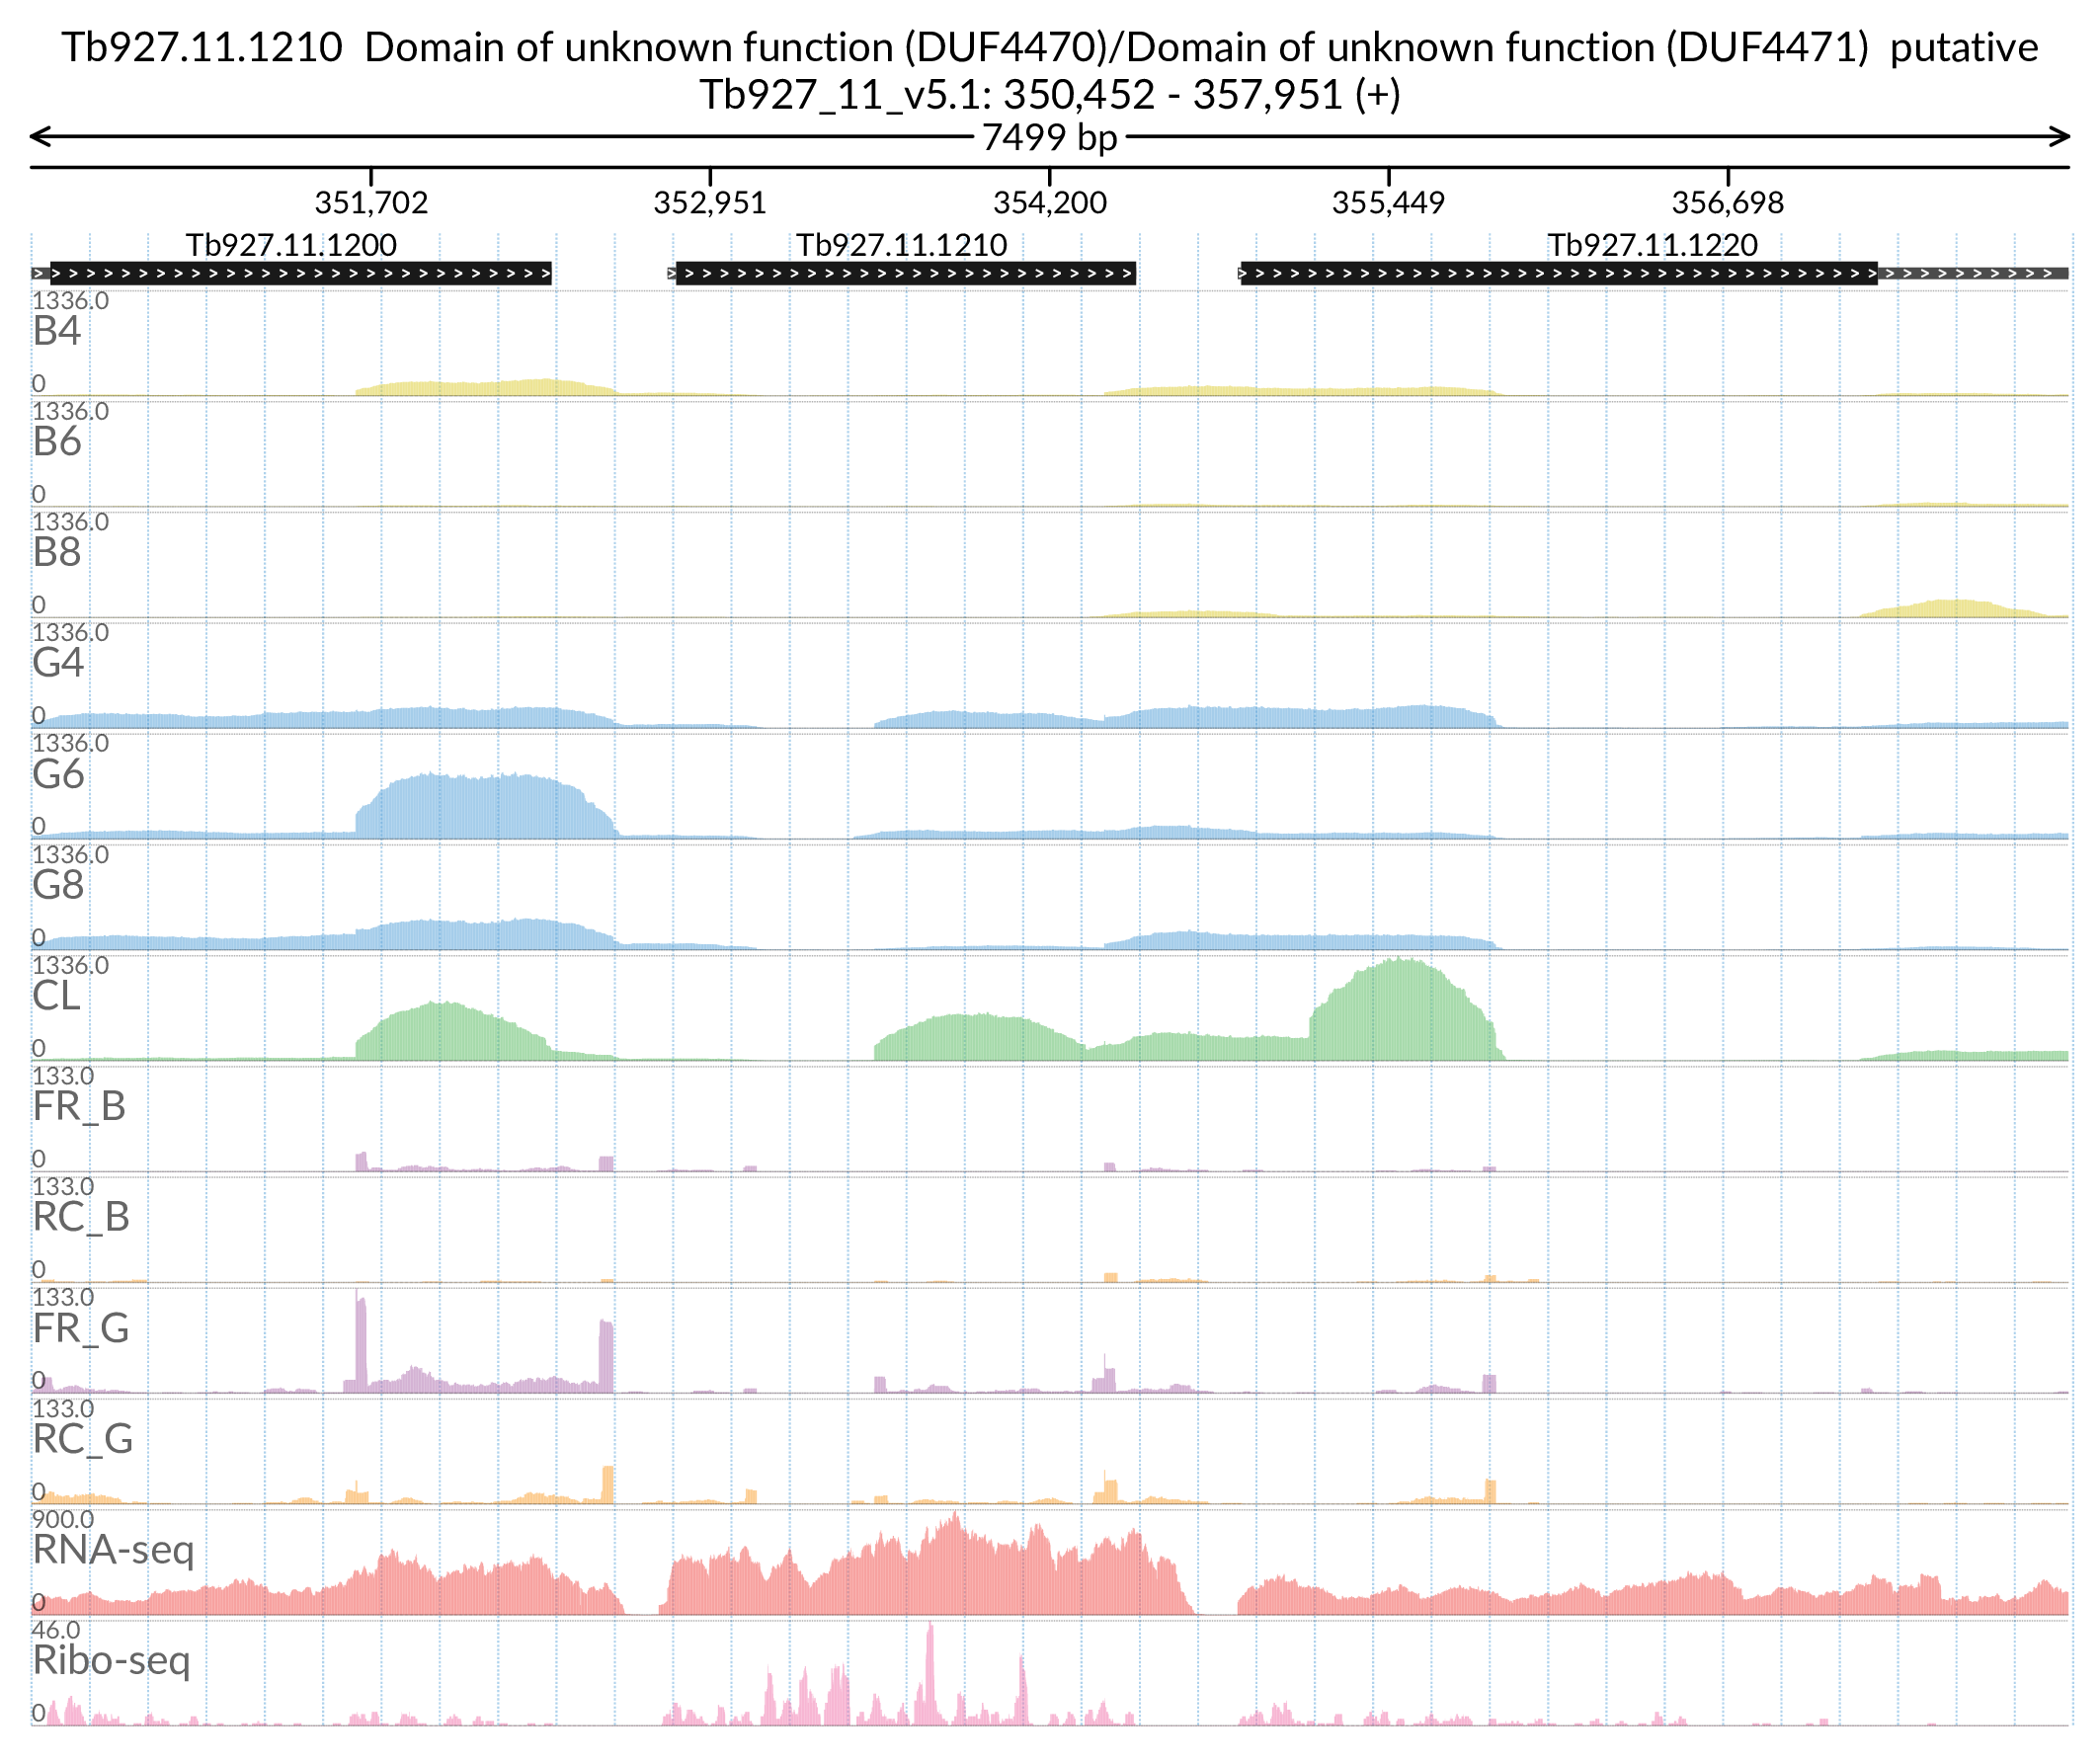 Tb927.11.1210 Domain of unknown function (DUF4470)/Domain of unknown function (DUF4471) putative
Tb927_11_v5.1: 350,452 - 357,951 (+)
7499 bp
351,702 352,951 354,200 355,449 356,698
Tb927.11.1200 Tb927.11.1210 Tb927.11.1220
1336.0
B4
0
1336.0
B6
0
1336.0
B8
0
1336.0
G4
0
1336.0
G6
0
1336.0
G8
0
1336.0
CL
0
133.0
FR_B
0
133.0
RC_B
0
133.0
FR_G
0
133.0
RC_G
0
900.0
RNA-seq
0
46.0
Ribo-seq
0